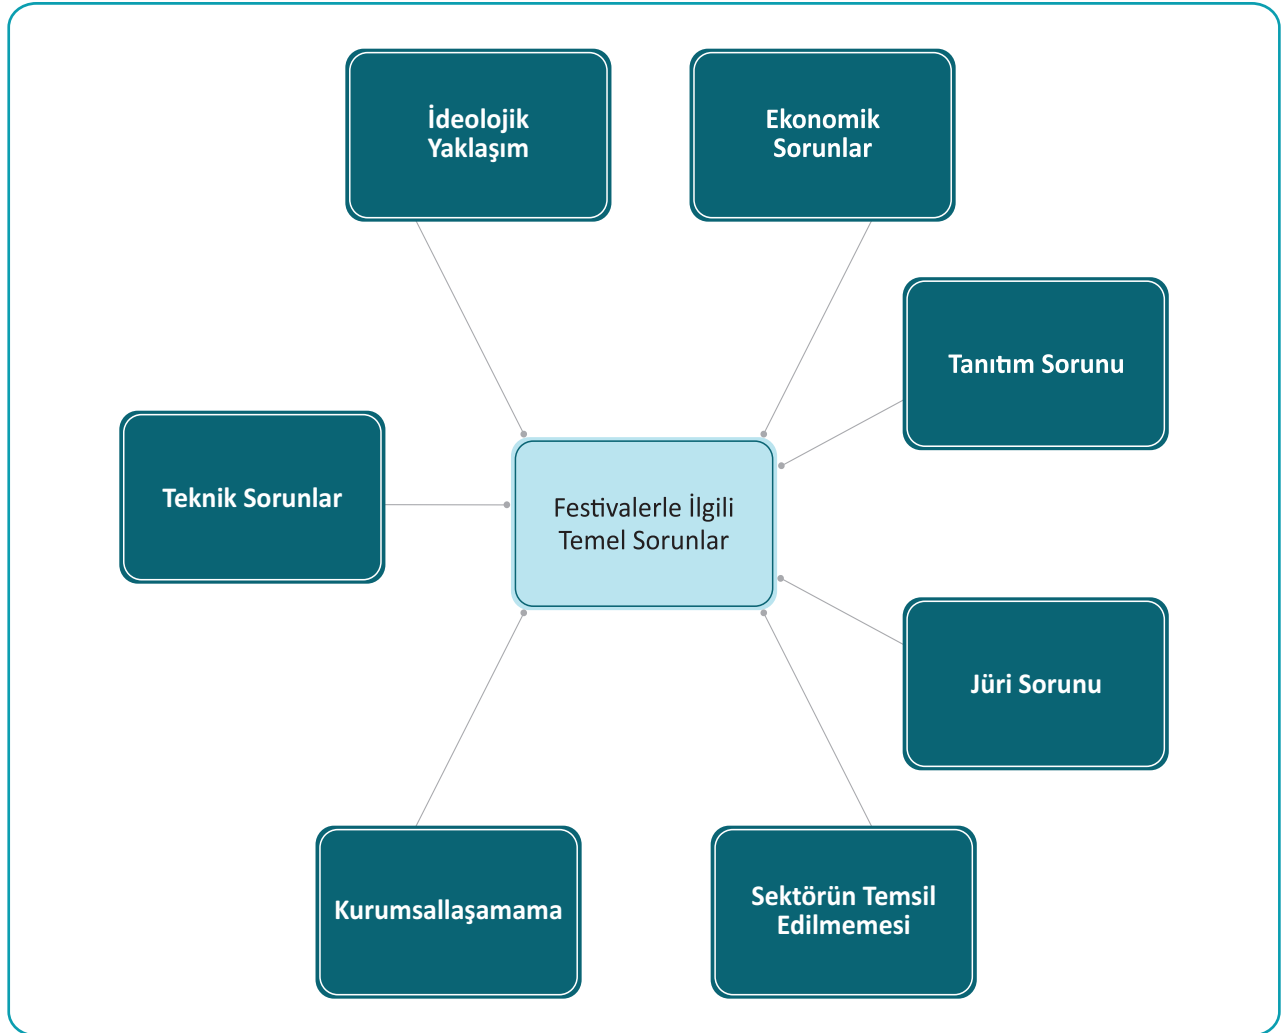 İdeolojik
Yaklaşım
Ekonomik
Sorunlar
Tanıtım Sorunu
Teknik Sorunlar
Festivalerle İlgili
Temel Sorunlar
Jüri Sorunu
Kurumsallaşamama
Sektörün Temsil
Edilmemesi